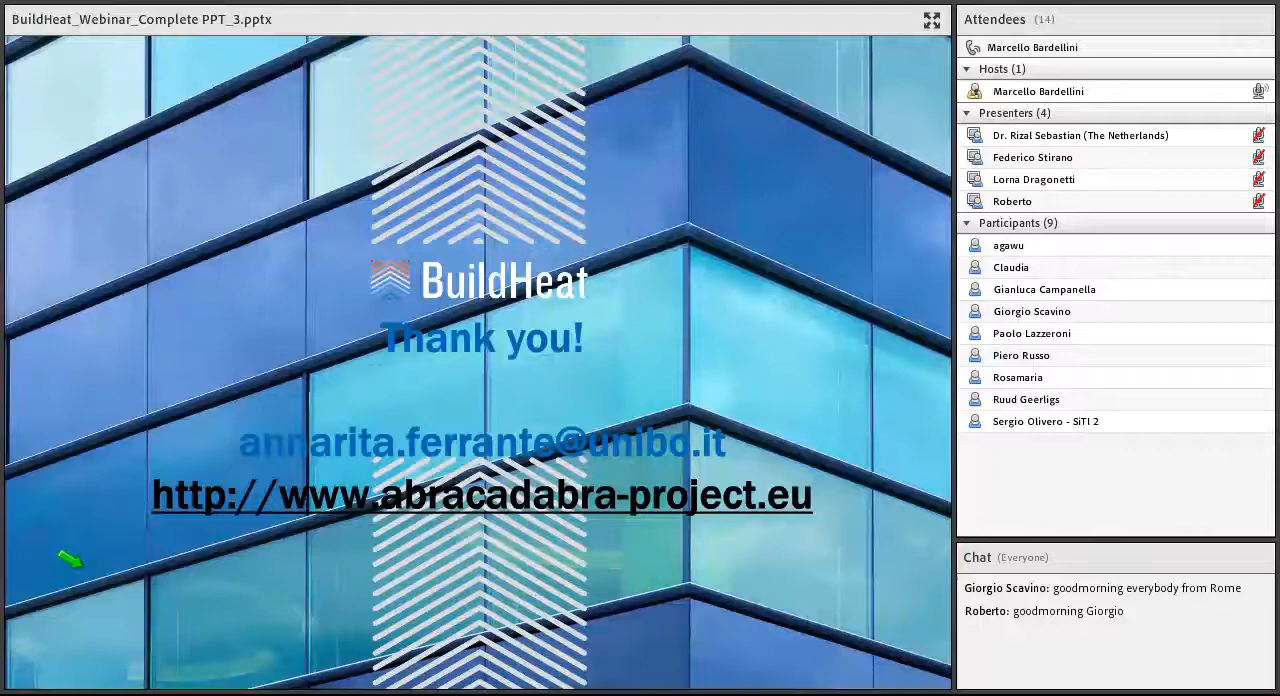 BuildHeat_Webinar_Complete PPT_3.pptx
BuildHeat
Thank you!
annarita.ferrante@unibo.it
http://www.abracadabra-project.eu
Attendees (14)
Marcello Bardellini
Hosts (1)
Marcello Bardellini
Presenters (4)
Dr. Rizal Sebastian (The Netherlands)
Federico Stirano
Lorna Dragonetti
Roberto
Participants (9)
agawu
Claudia
Gianluca Campanella
Giorgio Scavino
Paolo Lazzeroni
Piero Russo
Rosamaria
Ruud Geerligs
Sergio Olivero - SiTI 2
Chat (Everyone)
Giorgio Scavino: goodmorning everybody from Rome
Roberto: goodmorning Giorgio